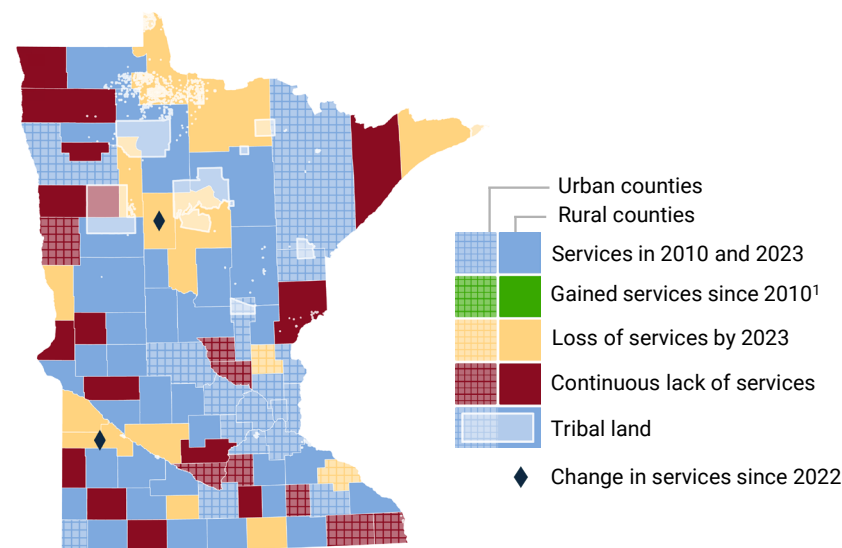 Urban counties
Rural counties
Services in 2010 and 2023
Gained services since 2010¹
Loss of services by 2023
Continuous lack of services
Tribal land
Change in services since 2022